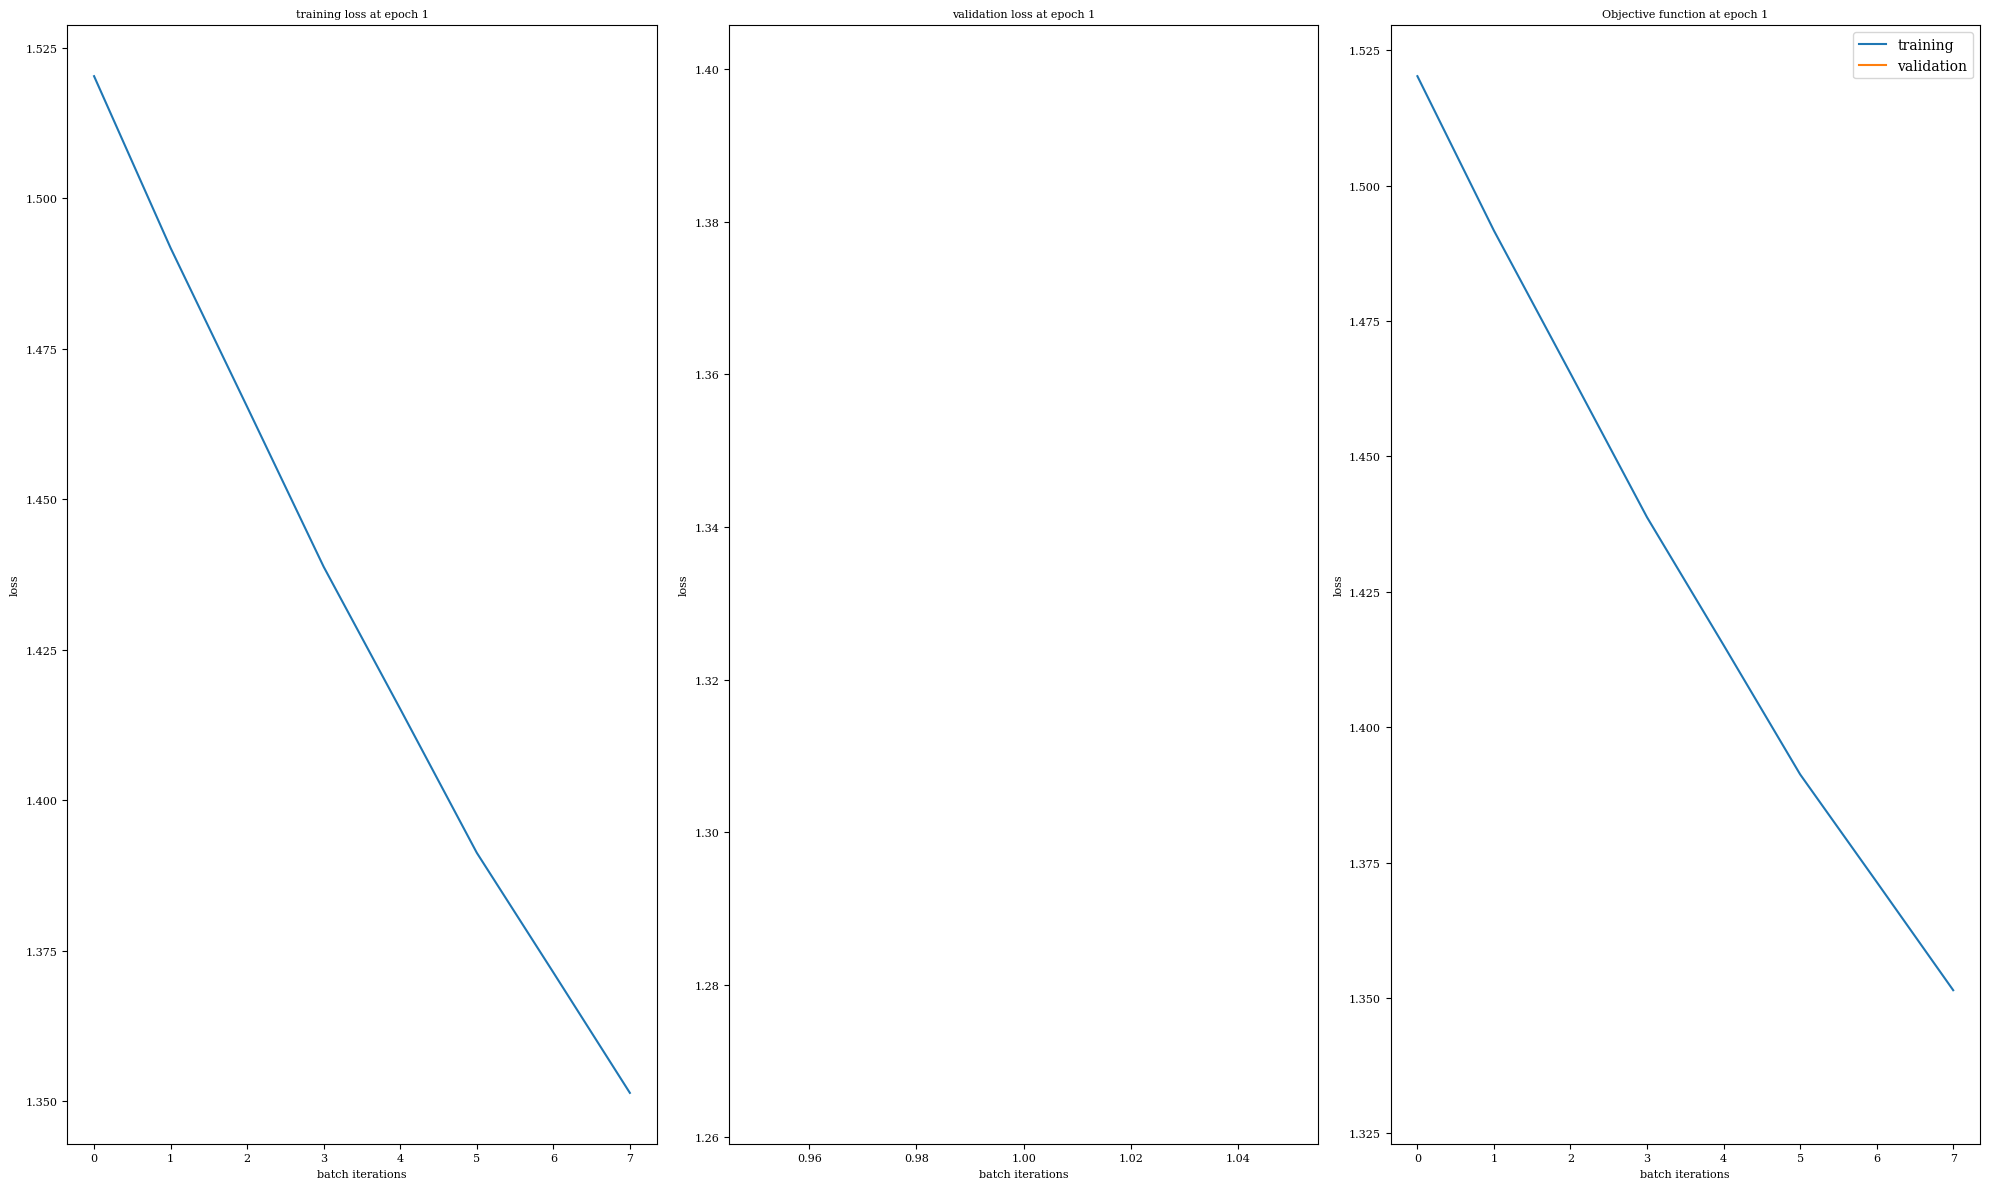 training loss at epoch 1
1.525
1.500
1.475
1.450
1.425
1.400
1.375
1.350
loss
0 1 2 3 4 5 6 7
batch iterations
validation loss at epoch 1
1.40
1.38
1.36
1.34
1.32
1.30
1.28
1.26
loss
0.96 0.98 1.00 1.02 1.04
batch iterations
Objective function at epoch 1
training
validation
1.525
1.500
1.475
1.450
1.425
1.400
1.375
1.350
1.325
loss
0 1 2 3 4 5 6 7
batch iterations